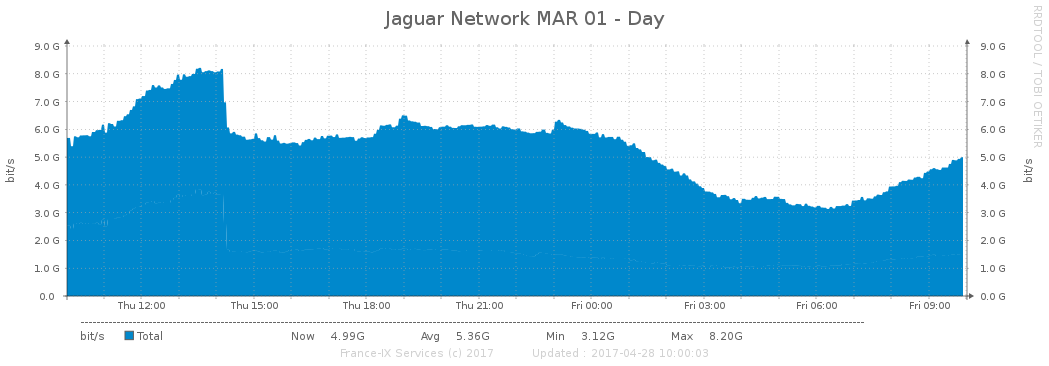 Jaguar Network MAR 01 - Day
RRDTOOL / TOBI OETIKER
9.0 G 9.0 G
8.0 G 8.0 G
7.0 G 7.0 G
6.0 G 6.0 G
5.0 G 5.0 G
4.0 G 4.0 G
3.0 G 3.0 G
2.0 G 2.0 G
1.0 G 1.0 G
0.0 0.0 G
bit/s bit/s
Thu 12:00 Thu 15:00 Thu 18:00 Thu 21:00 Fri 00:00 Fri 03:00 Fri 06:00 Fri 09:00
bit/s Total Now 4.99G Avg 5.36G Min 3.12G Max 8.20G
France-IX Services (c) 2017 Updated : 2017-04-28 10:00:03